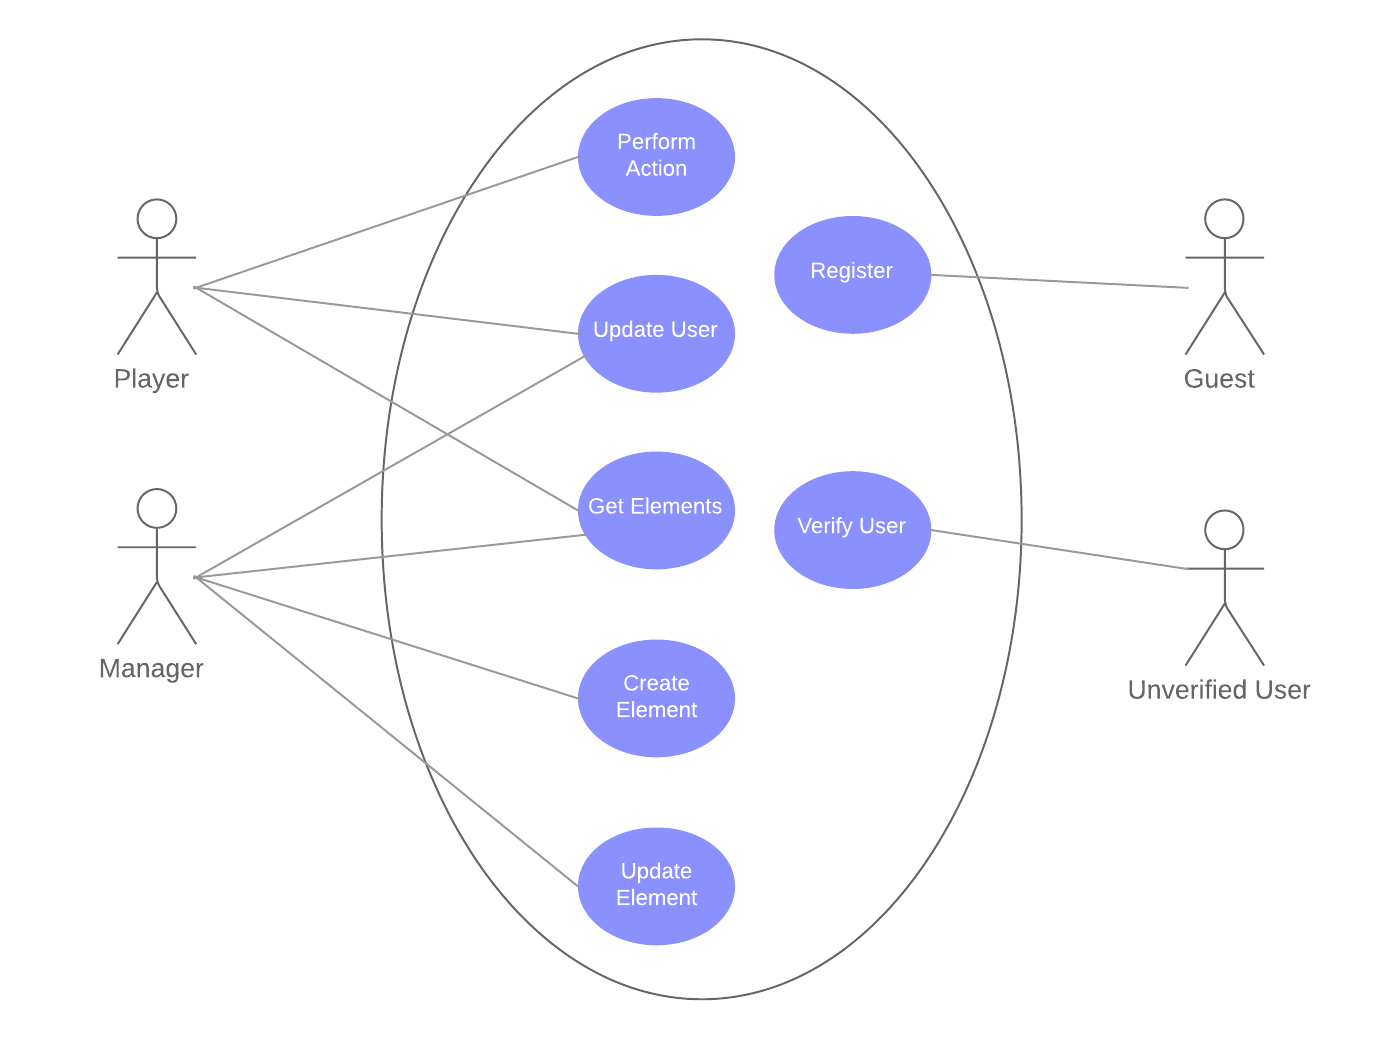 Perform
Action
Register
Update User
Player
Guest
Get Elements
Verify User
Manager
Create
Element
Unverified User
Update
Element